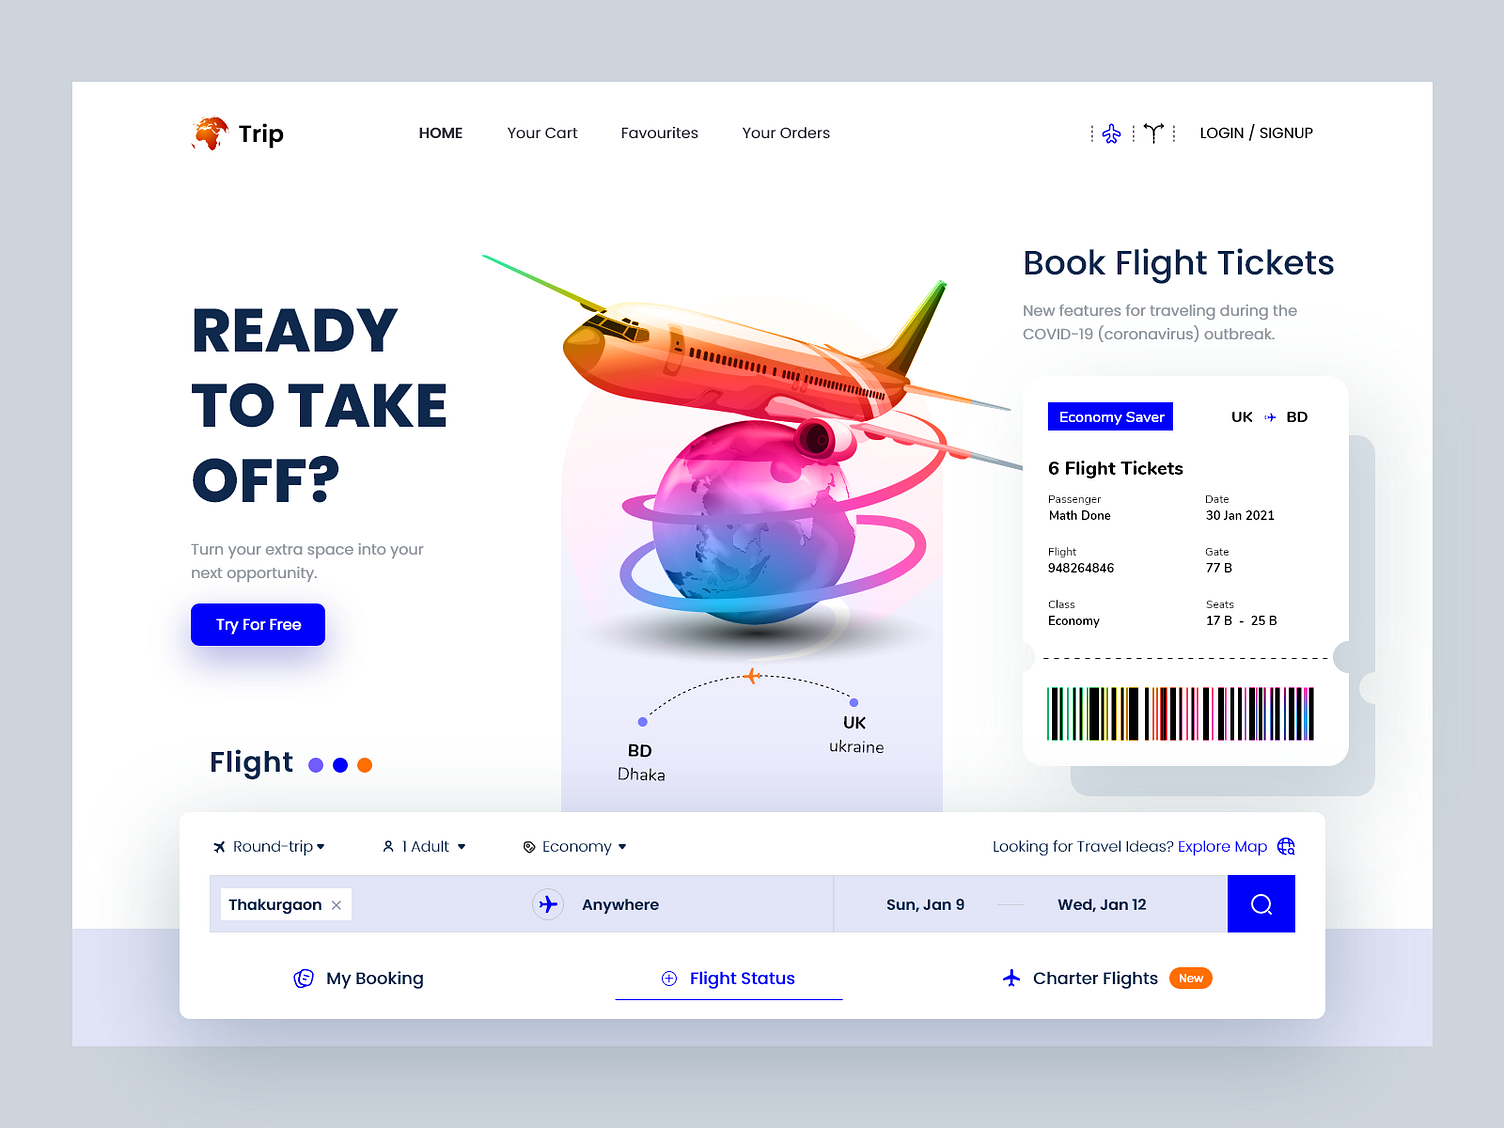 Trip
HOME
Your Cart
Favourites
Your Orders
LOGIN / SIGNUP
READY
TO TAKE
OFF?
Turn your extra space into your
next opportunity.
Try For Free
Flight
BD
Dhaka
UK
ukraine
Book Flight Tickets
New features for traveling during the
COVID-19 (coronavirus) outbreak.
Economy Saver
UK
BD
6 Flight Tickets
Passenger
Math Done
Date
30 Jan 2021
Flight
948264846
Gate
77 B
Class
Economy
Seats
17 B - 25 B
Round-trip
1 Adult
Economy
Looking for Travel Ideas? Explore Map
Thakurgaon
Anywhere
Sun, Jan 9
Wed, Jan 12
My Booking
Flight Status
Charter Flights
New